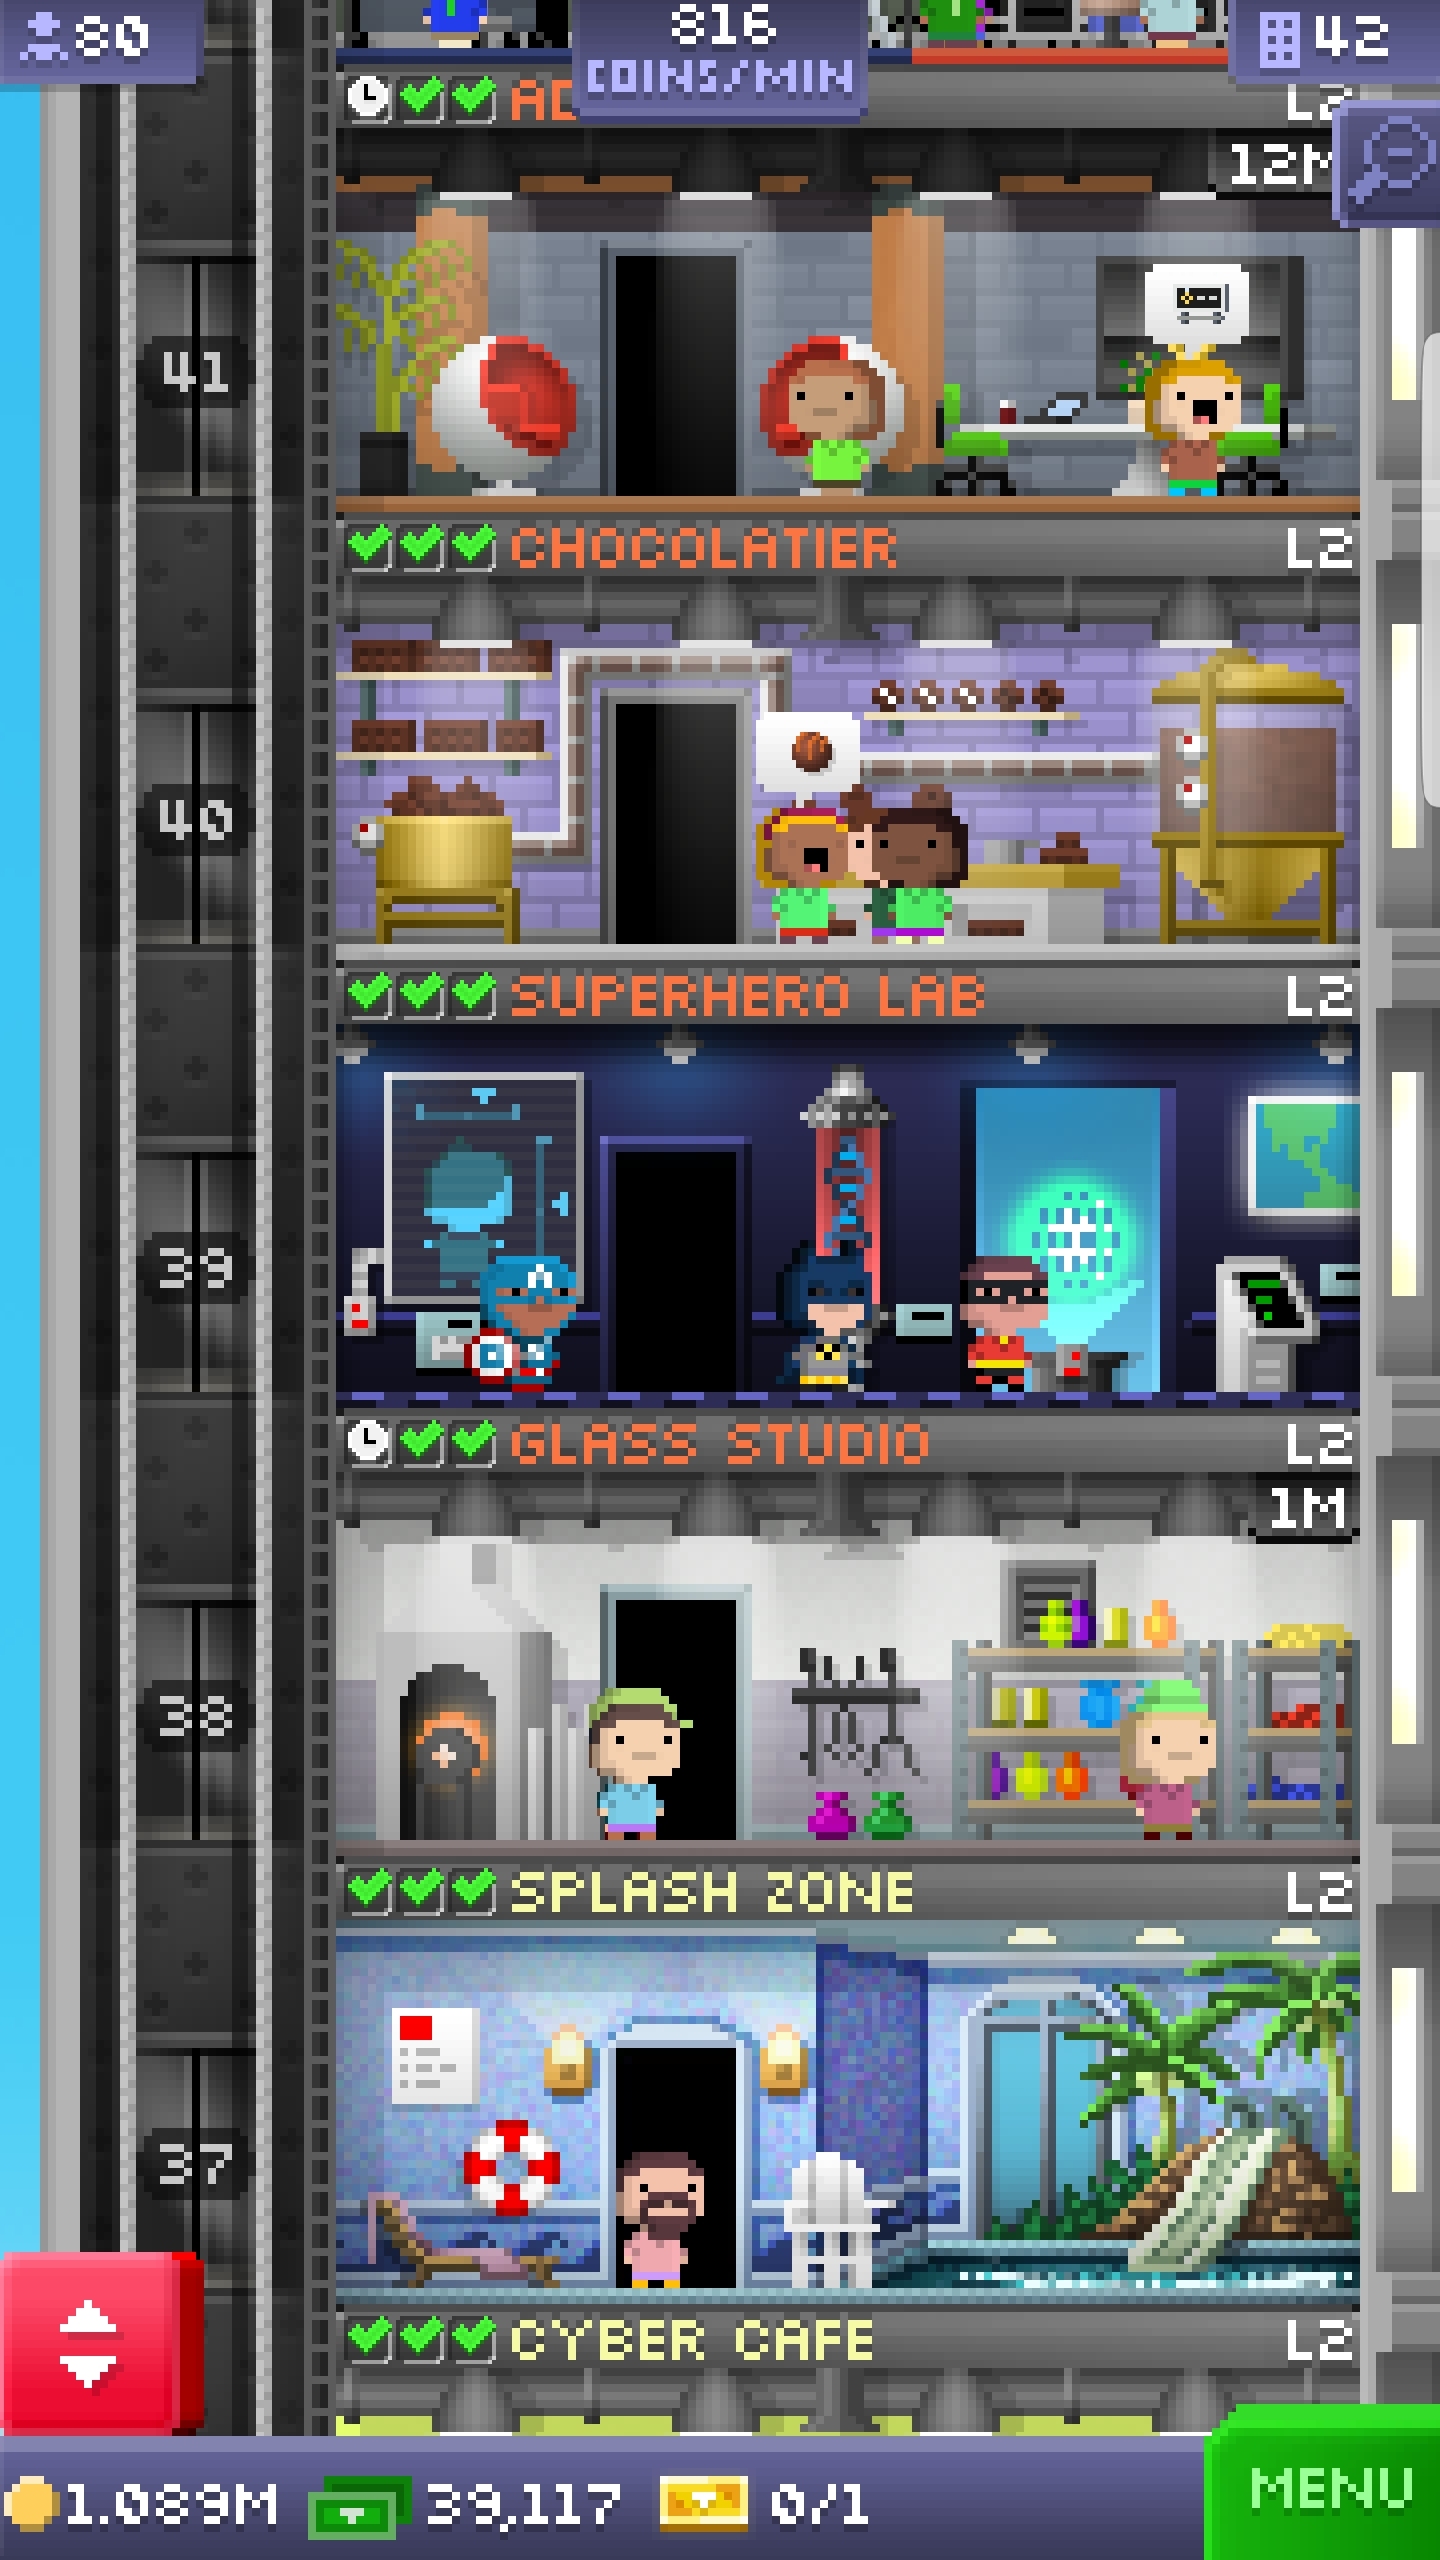 80
816
COINS/MIN
42
L2
12M
41
CHOCOLATIER L2
40
SUPERHERO LAB L2
39
GLASS STUDIO L2
1M
38
SPLASH ZONE L2
37
CYBER CAFE L2
1.089M 39,117 0/1
MENU